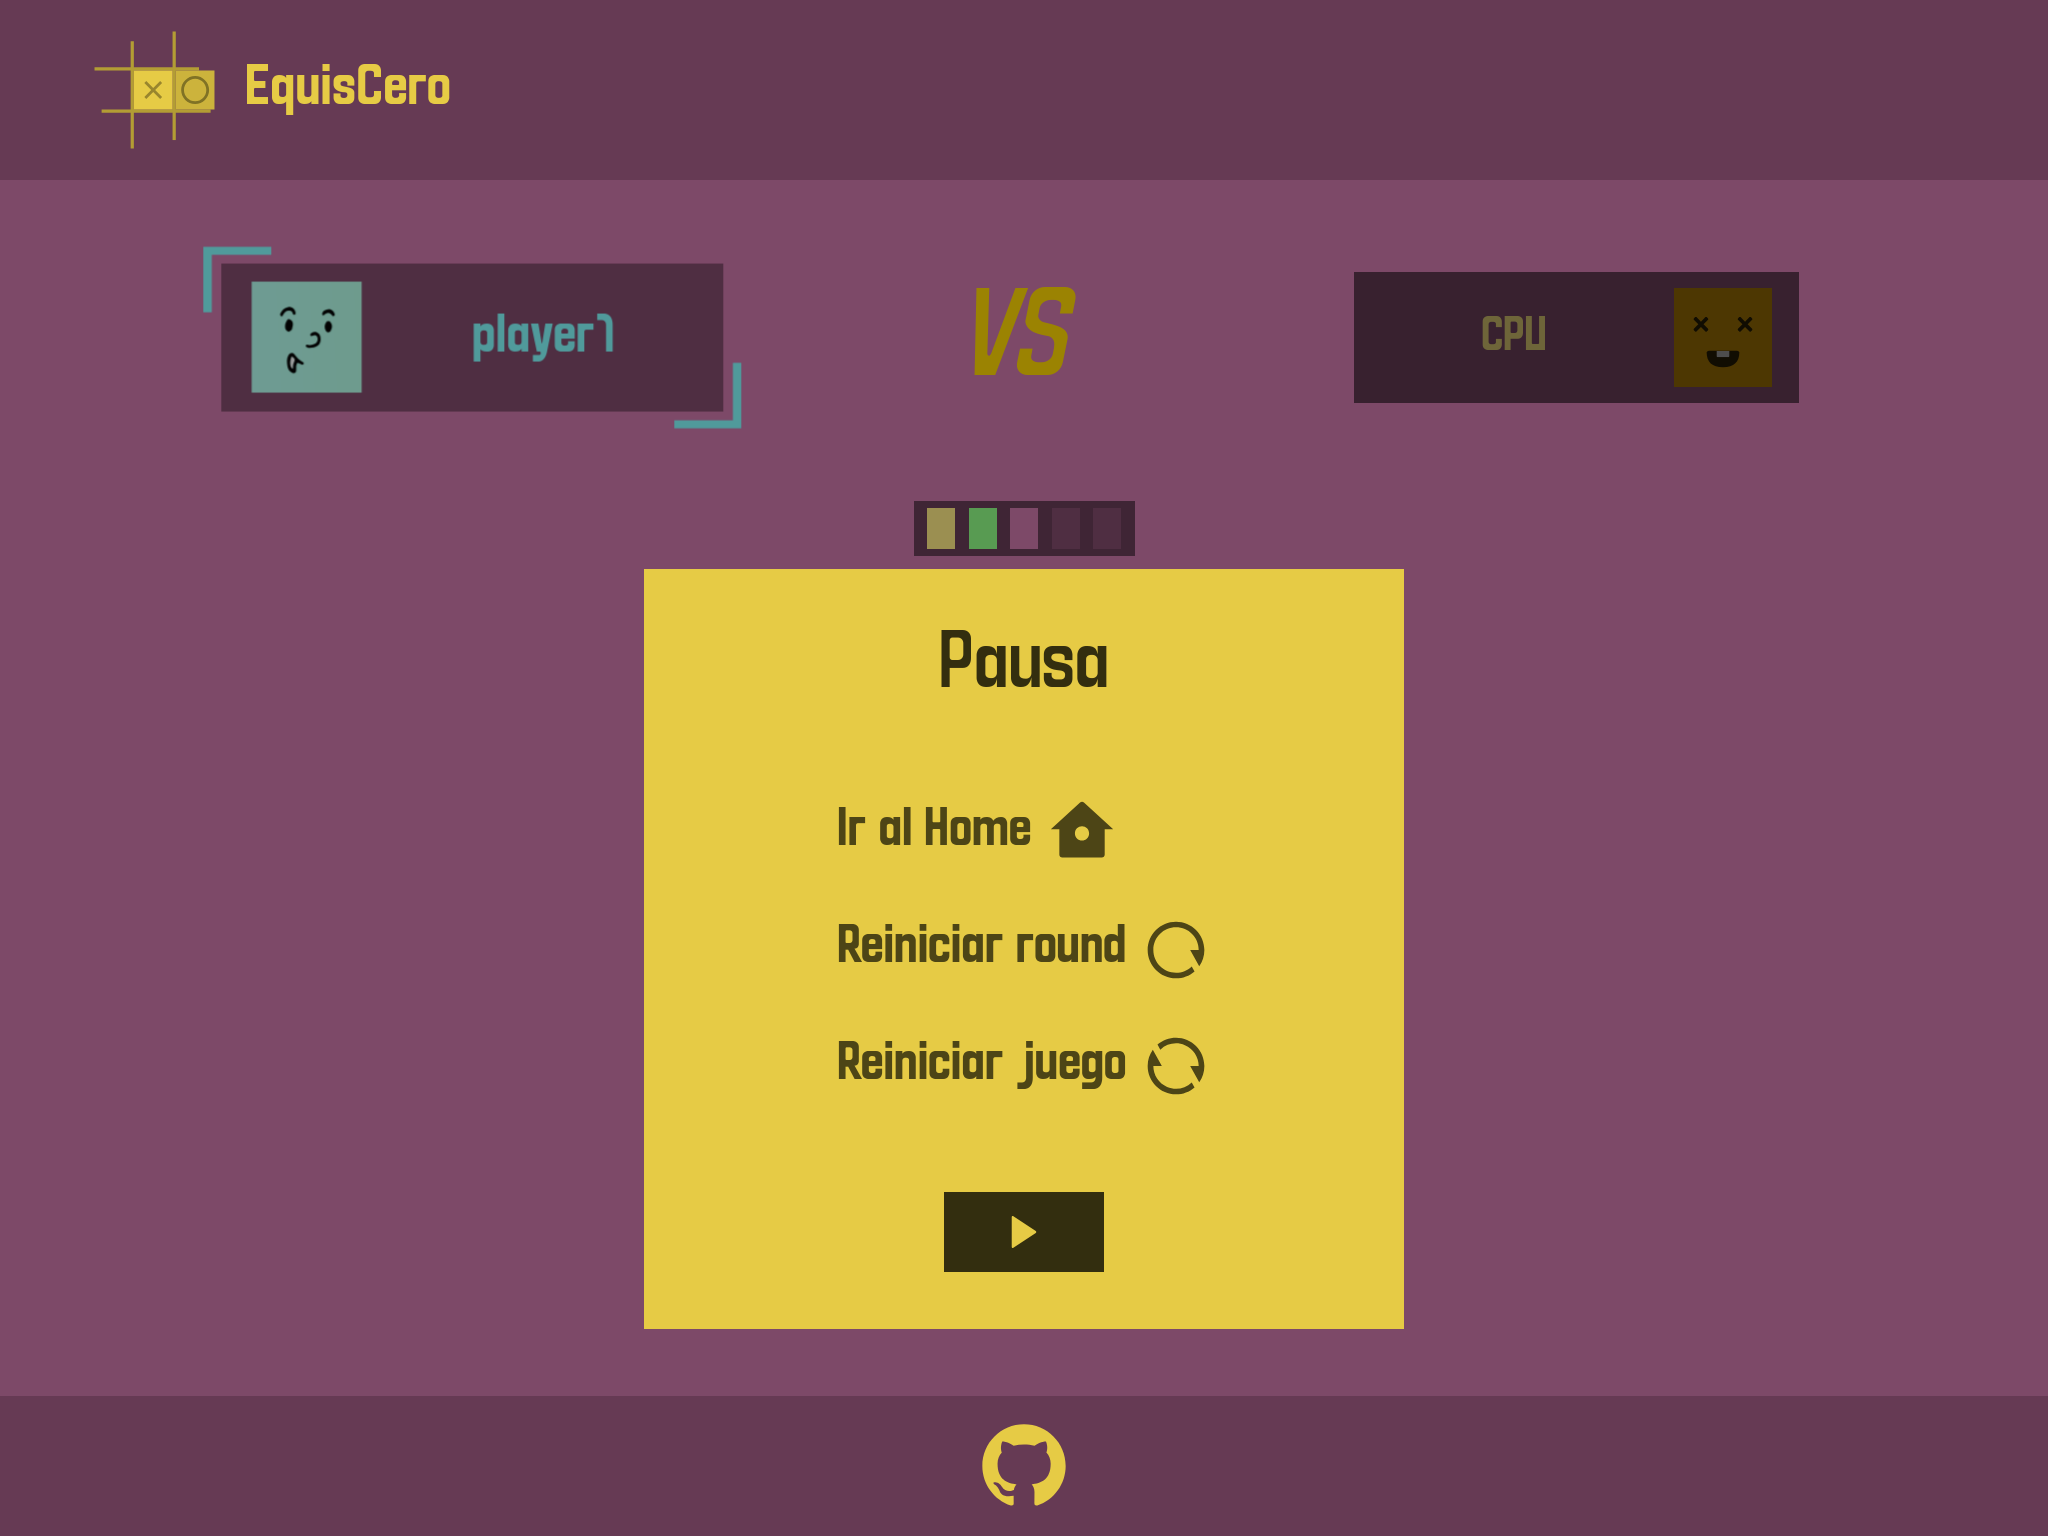 EquisCero
player1
VS
CPU
Pausa
Ir al Home
Reiniciar round
Reiniciar juego